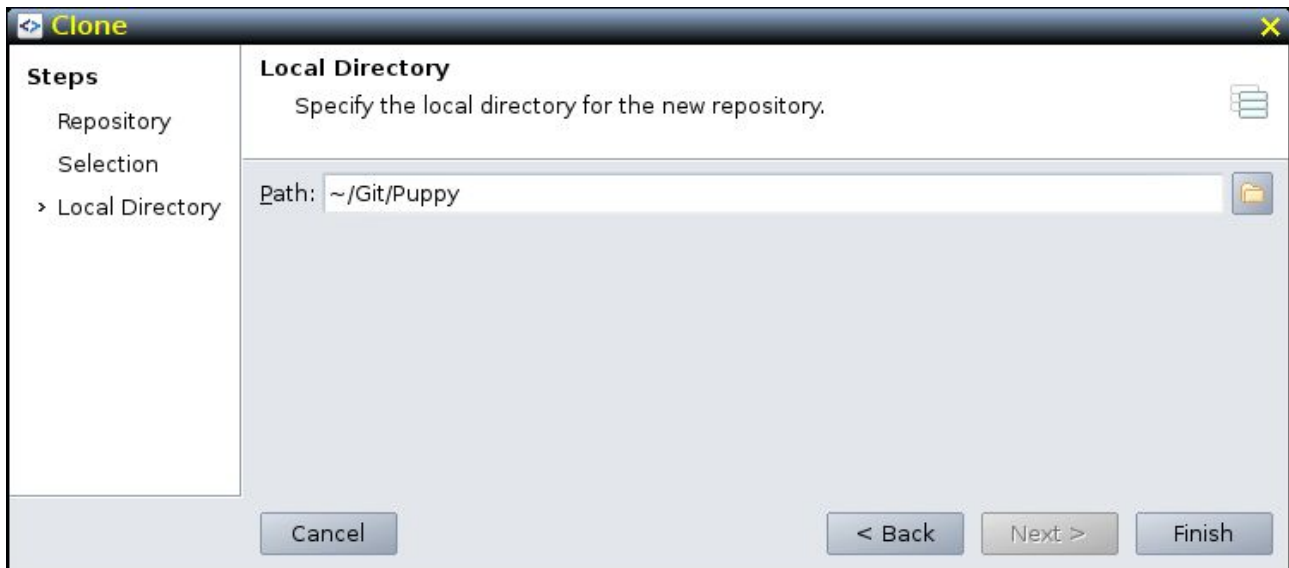 Clone
Steps
Repository
Selection
> Local Directory
Local Directory
Specify the local directory for the new repository.
Path: ~/Git/Puppy
Cancel
< Back
Next >
Finish